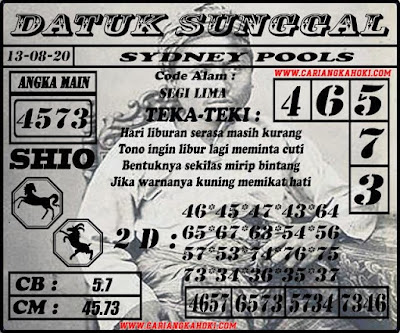 DATUK SUNGGAL
13-08-20 SYDNEY POOLS
WWW.CARIANGKAHOKI.COM
ANGKA MAIN
4573
Code Alam :
SEGI LIMA
4 6 5
7
3
TEKA-TEKI :
Hari liburan serasa masih kurang
Tono ingin libur lagi meminta cuti
Bentuknya sekilas mirip bintang
Jika warnanya kuning memikat hati
SHIO
2 D :
46*45*47*43*64
65*67*63*54*56
57*53*74*76*75
73*34*36*35*37
CB : 5.7
CM : 45.73
4657 6573 5734 7346
WWW.CARIANGKAHOKI.COM